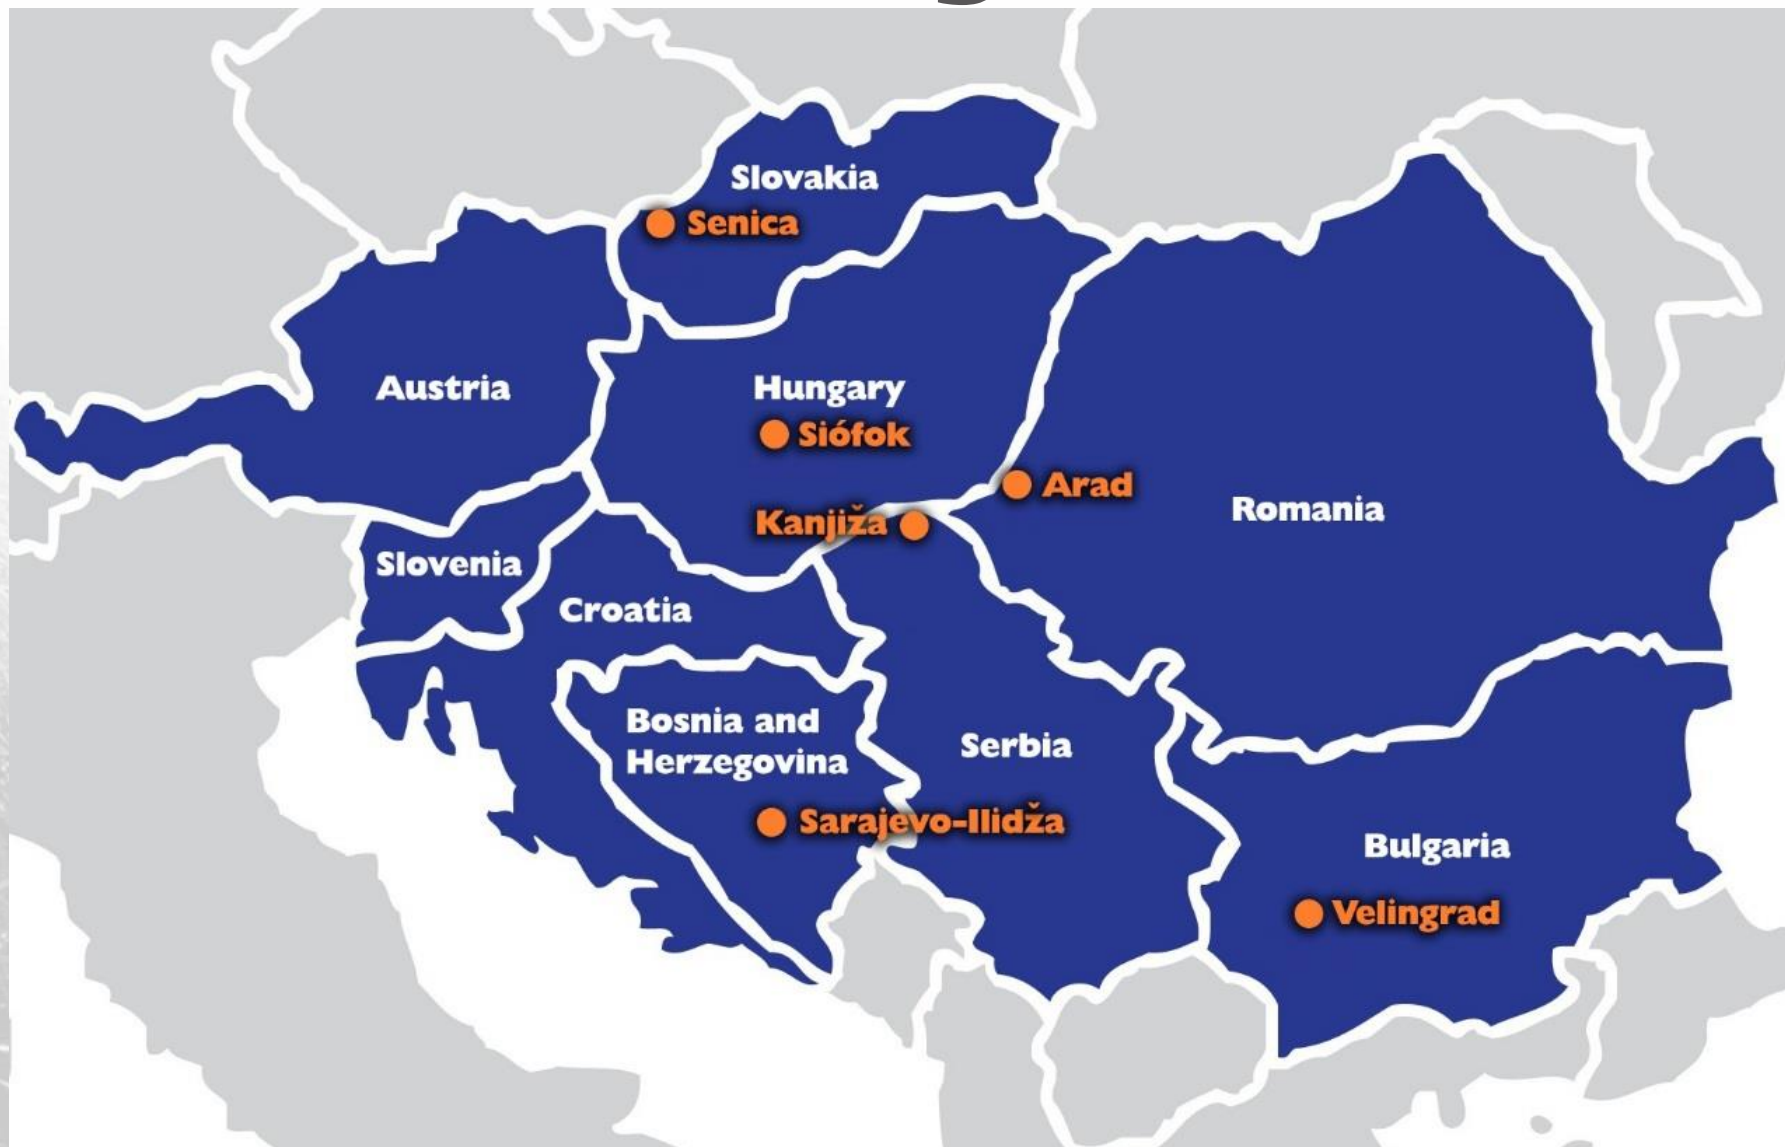 Slovakia
Senica
Austria
Hungary
Siófok
Arad
Romania
Kanjiža
Slovenia
Croatia
Bosnia and
Herzegovina
Serbia
Sarajevo-Ilidža
Bulgaria
Velingrad